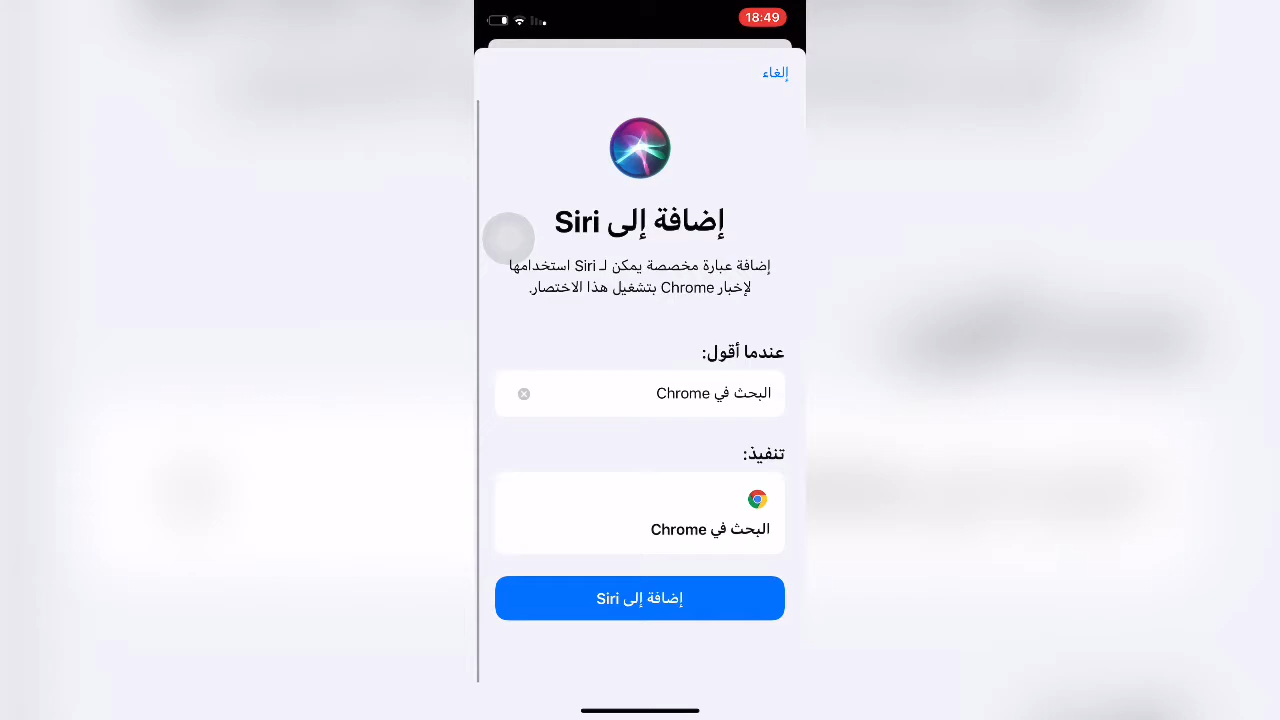 18:49
إلغاء
إضافة إلى Siri
إضافة عبارة مخصصة يمكن لـ Siri استخدامها
لإخبار Chrome بتشغيل هذا الاختصار.
عندما أقول:
البحث في Chrome
تنفيذ:
البحث في Chrome
إضافة إلى Siri